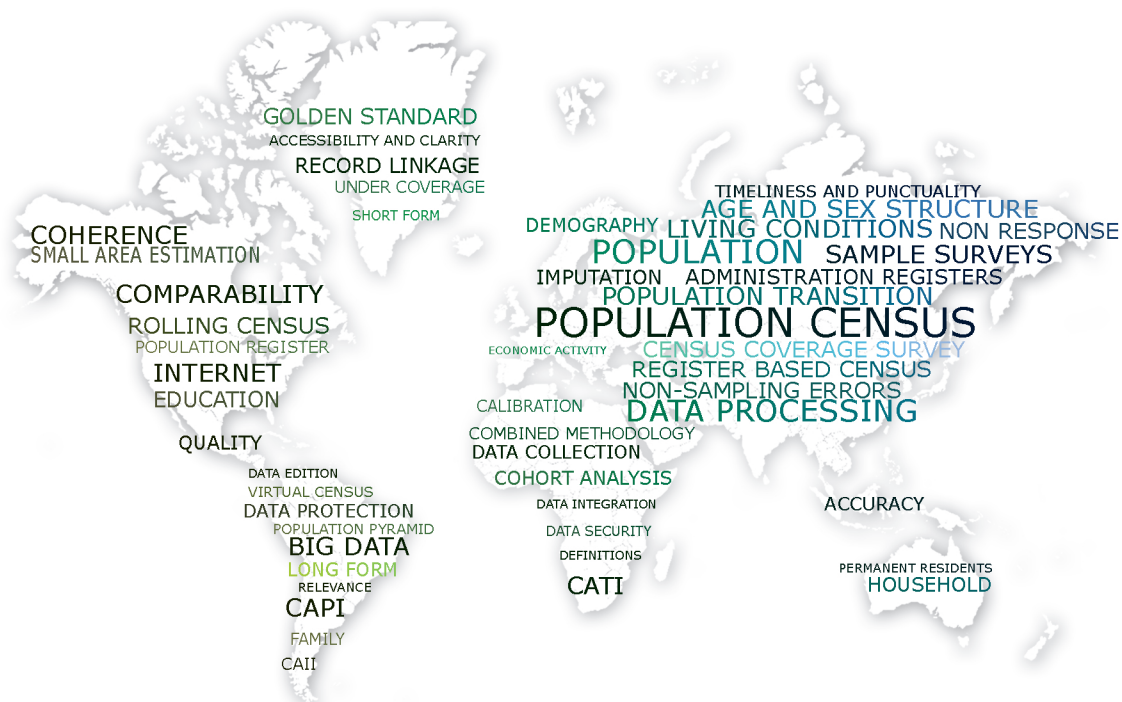 GOLDEN STANDARD
ACCESSIBILITY AND CLARITY
RECORD LINKAGE
UNDER COVERAGE
SHORT FORM
COHERENCE
SMALL AREA ESTIMATION
COMPARABILITY
ROLLING CENSUS
POPULATION REGISTER
INTERNET
EDUCATION
QUALITY
DATA EDITION
VIRTUAL CENSUS
DATA PROTECTION
POPULATION PYRAMID
BIG DATA
LONG FORM
RELEVANCE
CAPI
FAMILY
CAII
TIMELINESS AND PUNCTUALITY
AGE AND SEX STRUCTURE
DEMOGRAPHY LIVING CONDITIONS NON RESPONSE
POPULATION SAMPLE SURVEYS
IMPUTATION ADMINISTRATION REGISTERS
POPULATION TRANSITION
POPULATION CENSUS
ECONOMIC ACTIVITY CENSUS COVERAGE SURVEY
REGISTER BASED CENSUS
NON-SAMPLING ERRORS
CALIBRATION DATA PROCESSING
COMBINED METHODOLOGY
DATA COLLECTION
COHORT ANALYSIS
DATA INTEGRATION
DATA SECURITY
DEFINITIONS
CATI
ACCURACY
PERMANENT RESIDENTS
HOUSEHOLD